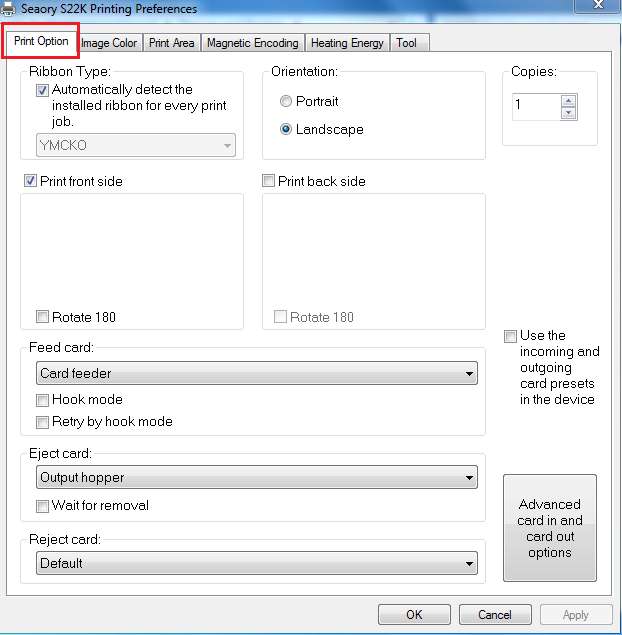 Seaory S22K Printing Preferences
Print Option
Image Color
Print Area
Magnetic Encoding
Heating Energy
Tool
Ribbon Type:
Automatically detect the
installed ribbon for every print
job.
YMCKO
Orientation:
Portrait
Landscape
Copies:
1
Print front side
Rotate 180
Print back side
Rotate 180
Feed card:
Card feeder
Hook mode
Retry by hook mode
Use the
incoming and
outgoing
card presets
in the device
Eject card:
Output hopper
Wait for removal
Reject card:
Default
Advanced
card in and
card out
options
OK
Cancel
Apply